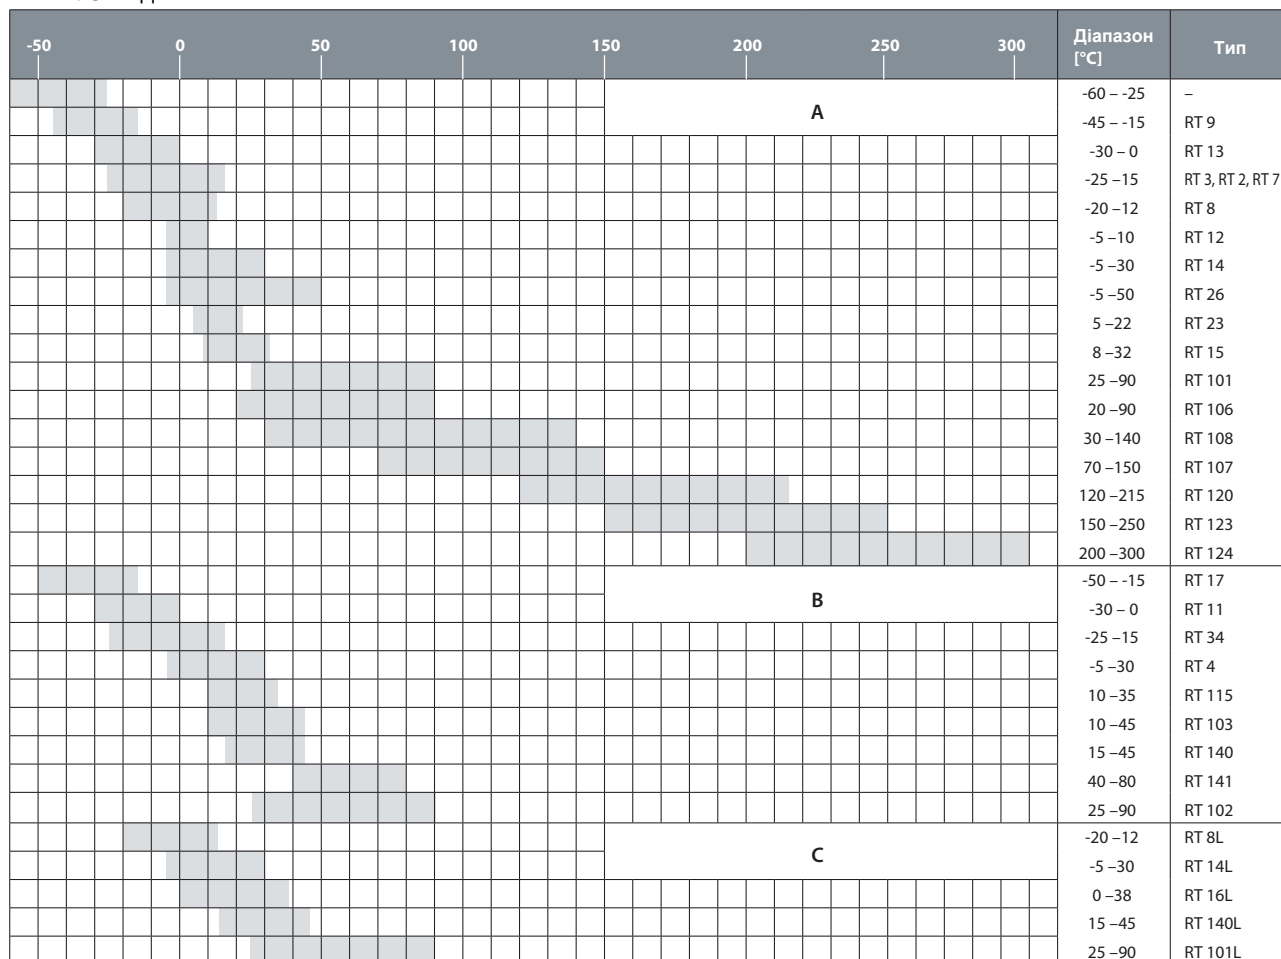 -50 0 50 100 150 200 250 300 Діапазон [°C] Тип
A
-60 – -25 –
-45 – -15 RT 9
-30 – 0 RT 13
-25 –15 RT 3, RT 2, RT 7
-20 –12 RT 8
-5 –10 RT 12
-5 –30 RT 14
-5 –50 RT 26
5 –22 RT 23
8 –32 RT 15
25 –90 RT 101
20 –90 RT 106
30 –140 RT 108
70 –150 RT 107
120 –215 RT 120
150 –250 RT 123
200 –300 RT 124
B
-50 – -15 RT 17
-30 – 0 RT 11
-25 –15 RT 34
-5 –30 RT 4
10 –35 RT 115
10 –45 RT 103
15 –45 RT 140
40 –80 RT 141
25 –90 RT 102
C
-20 –12 RT 8L
-5 –30 RT 14L
0 –38 RT 16L
15 –45 RT 140L
25 –90 RT 101L